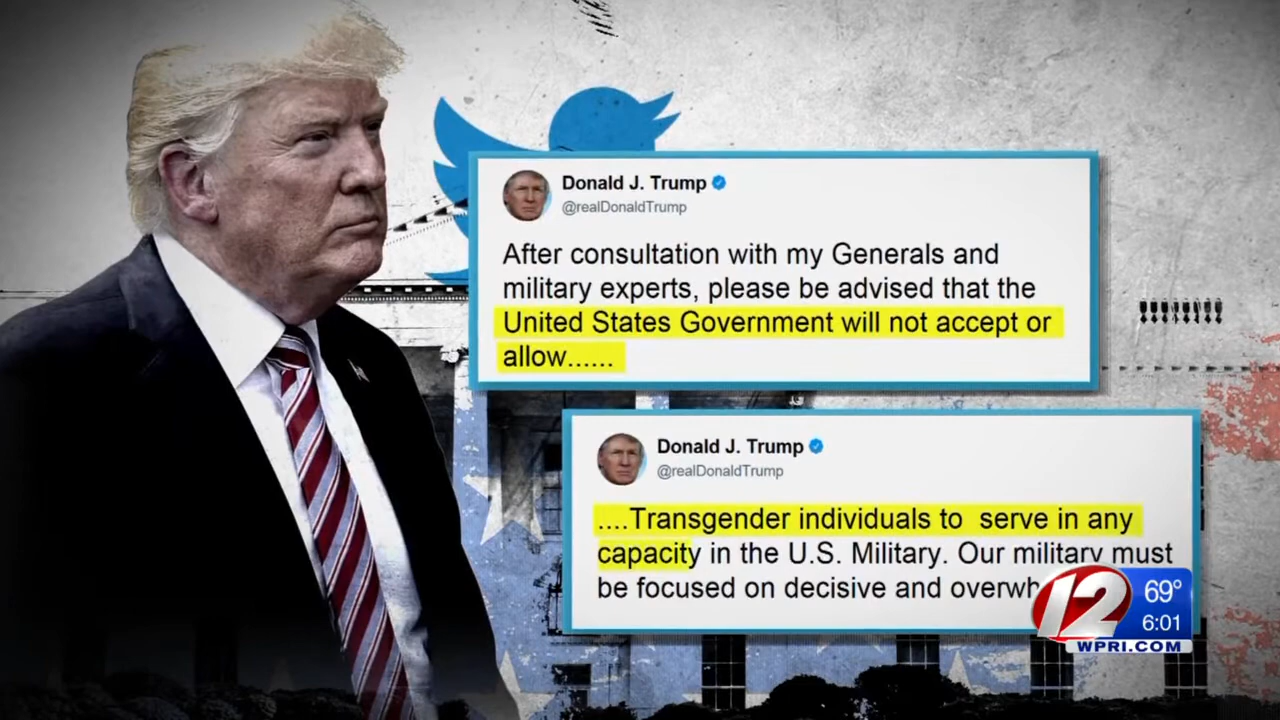 Donald J. Trump
@realDonaldTrump
After consultation with my Generals and
military experts, please be advised that the
United States Government will not accept or
allow......
Donald J. Trump
@realDonaldTrump
....Transgender individuals to serve in any
capacity in the U.S. Military. Our military must
be focused on decisive and
12
69°
6:01
WPRI.COM